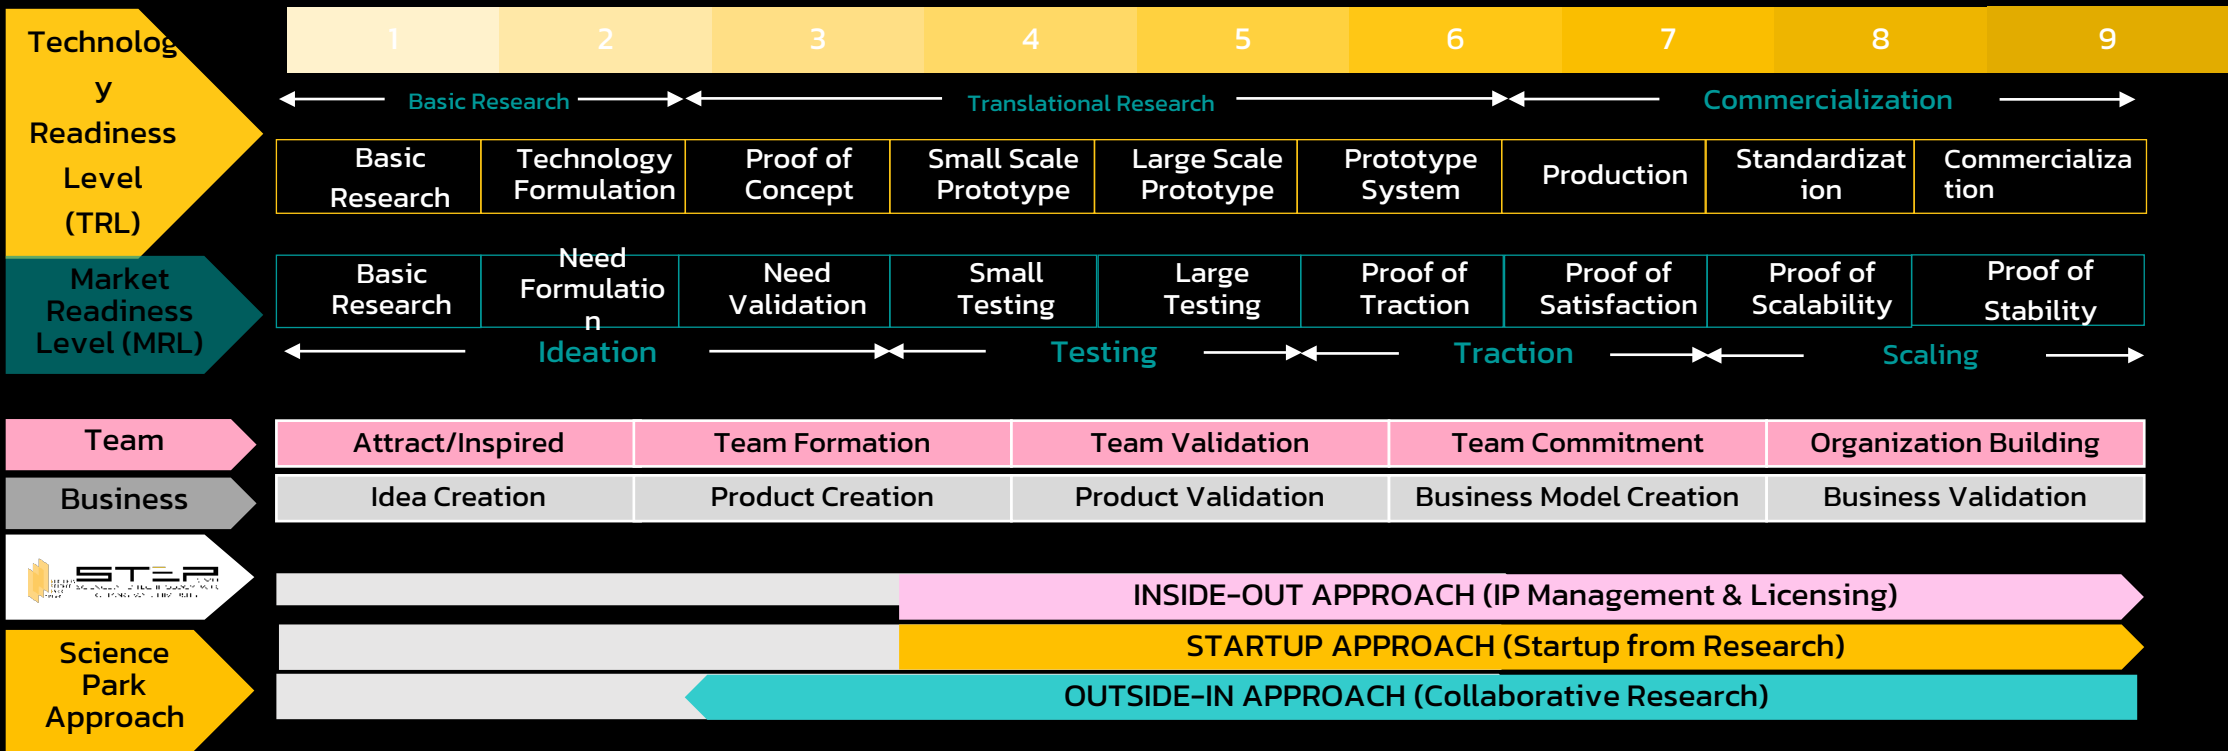 Technolog
y
Readiness
Level
(TRL)
1 2 3 4 5 6 7 8 9
Basic Research Translational Research Commercialization
Basic
Research
Technology
Formulation
Proof of
Concept
Small Scale
Prototype
Large Scale
Prototype
Prototype
System
Production
Standardizat
ion
Commercializa
tion
Market
Readiness
Level (MRL)
Basic
Research
Need
Formulatio
n
Need
Validation
Small
Testing
Large
Testing
Proof of
Traction
Proof of
Satisfaction
Proof of
Scalability
Proof of
Stability
Ideation Testing Traction Scaling
Team
Attract/Inspired Team Formation Team Validation Team Commitment Organization Building
Business
Idea Creation Product Creation Product Validation Business Model Creation Business Validation
STEP
Science
Park
Approach
INSIDE-OUT APPROACH (IP Management & Licensing)
STARTUP APPROACH (Startup from Research)
OUTSIDE-IN APPROACH (Collaborative Research)